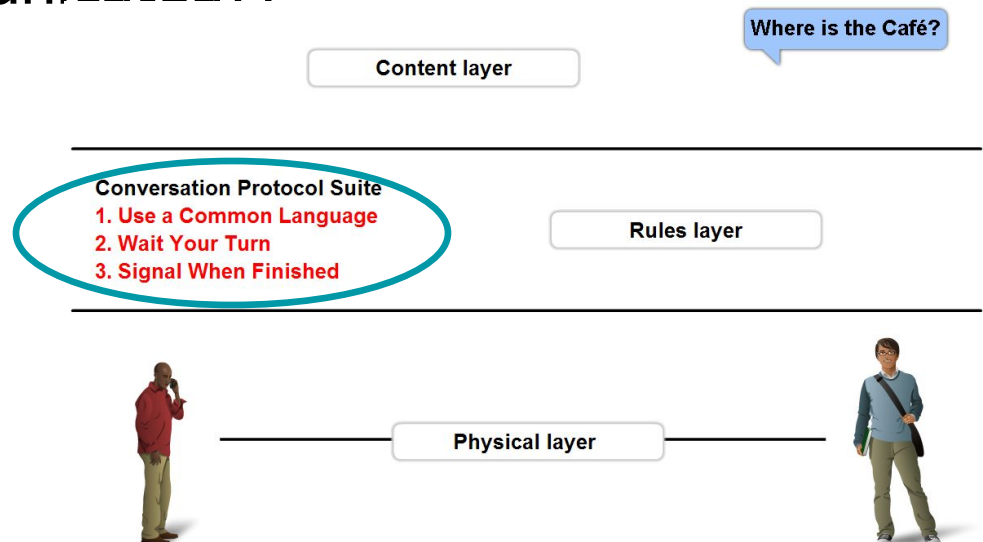 Where is the Café?
Content layer
Conversation Protocol Suite
1. Use a Common Language
2. Wait Your Turn
3. Signal When Finished
Rules layer
Physical layer